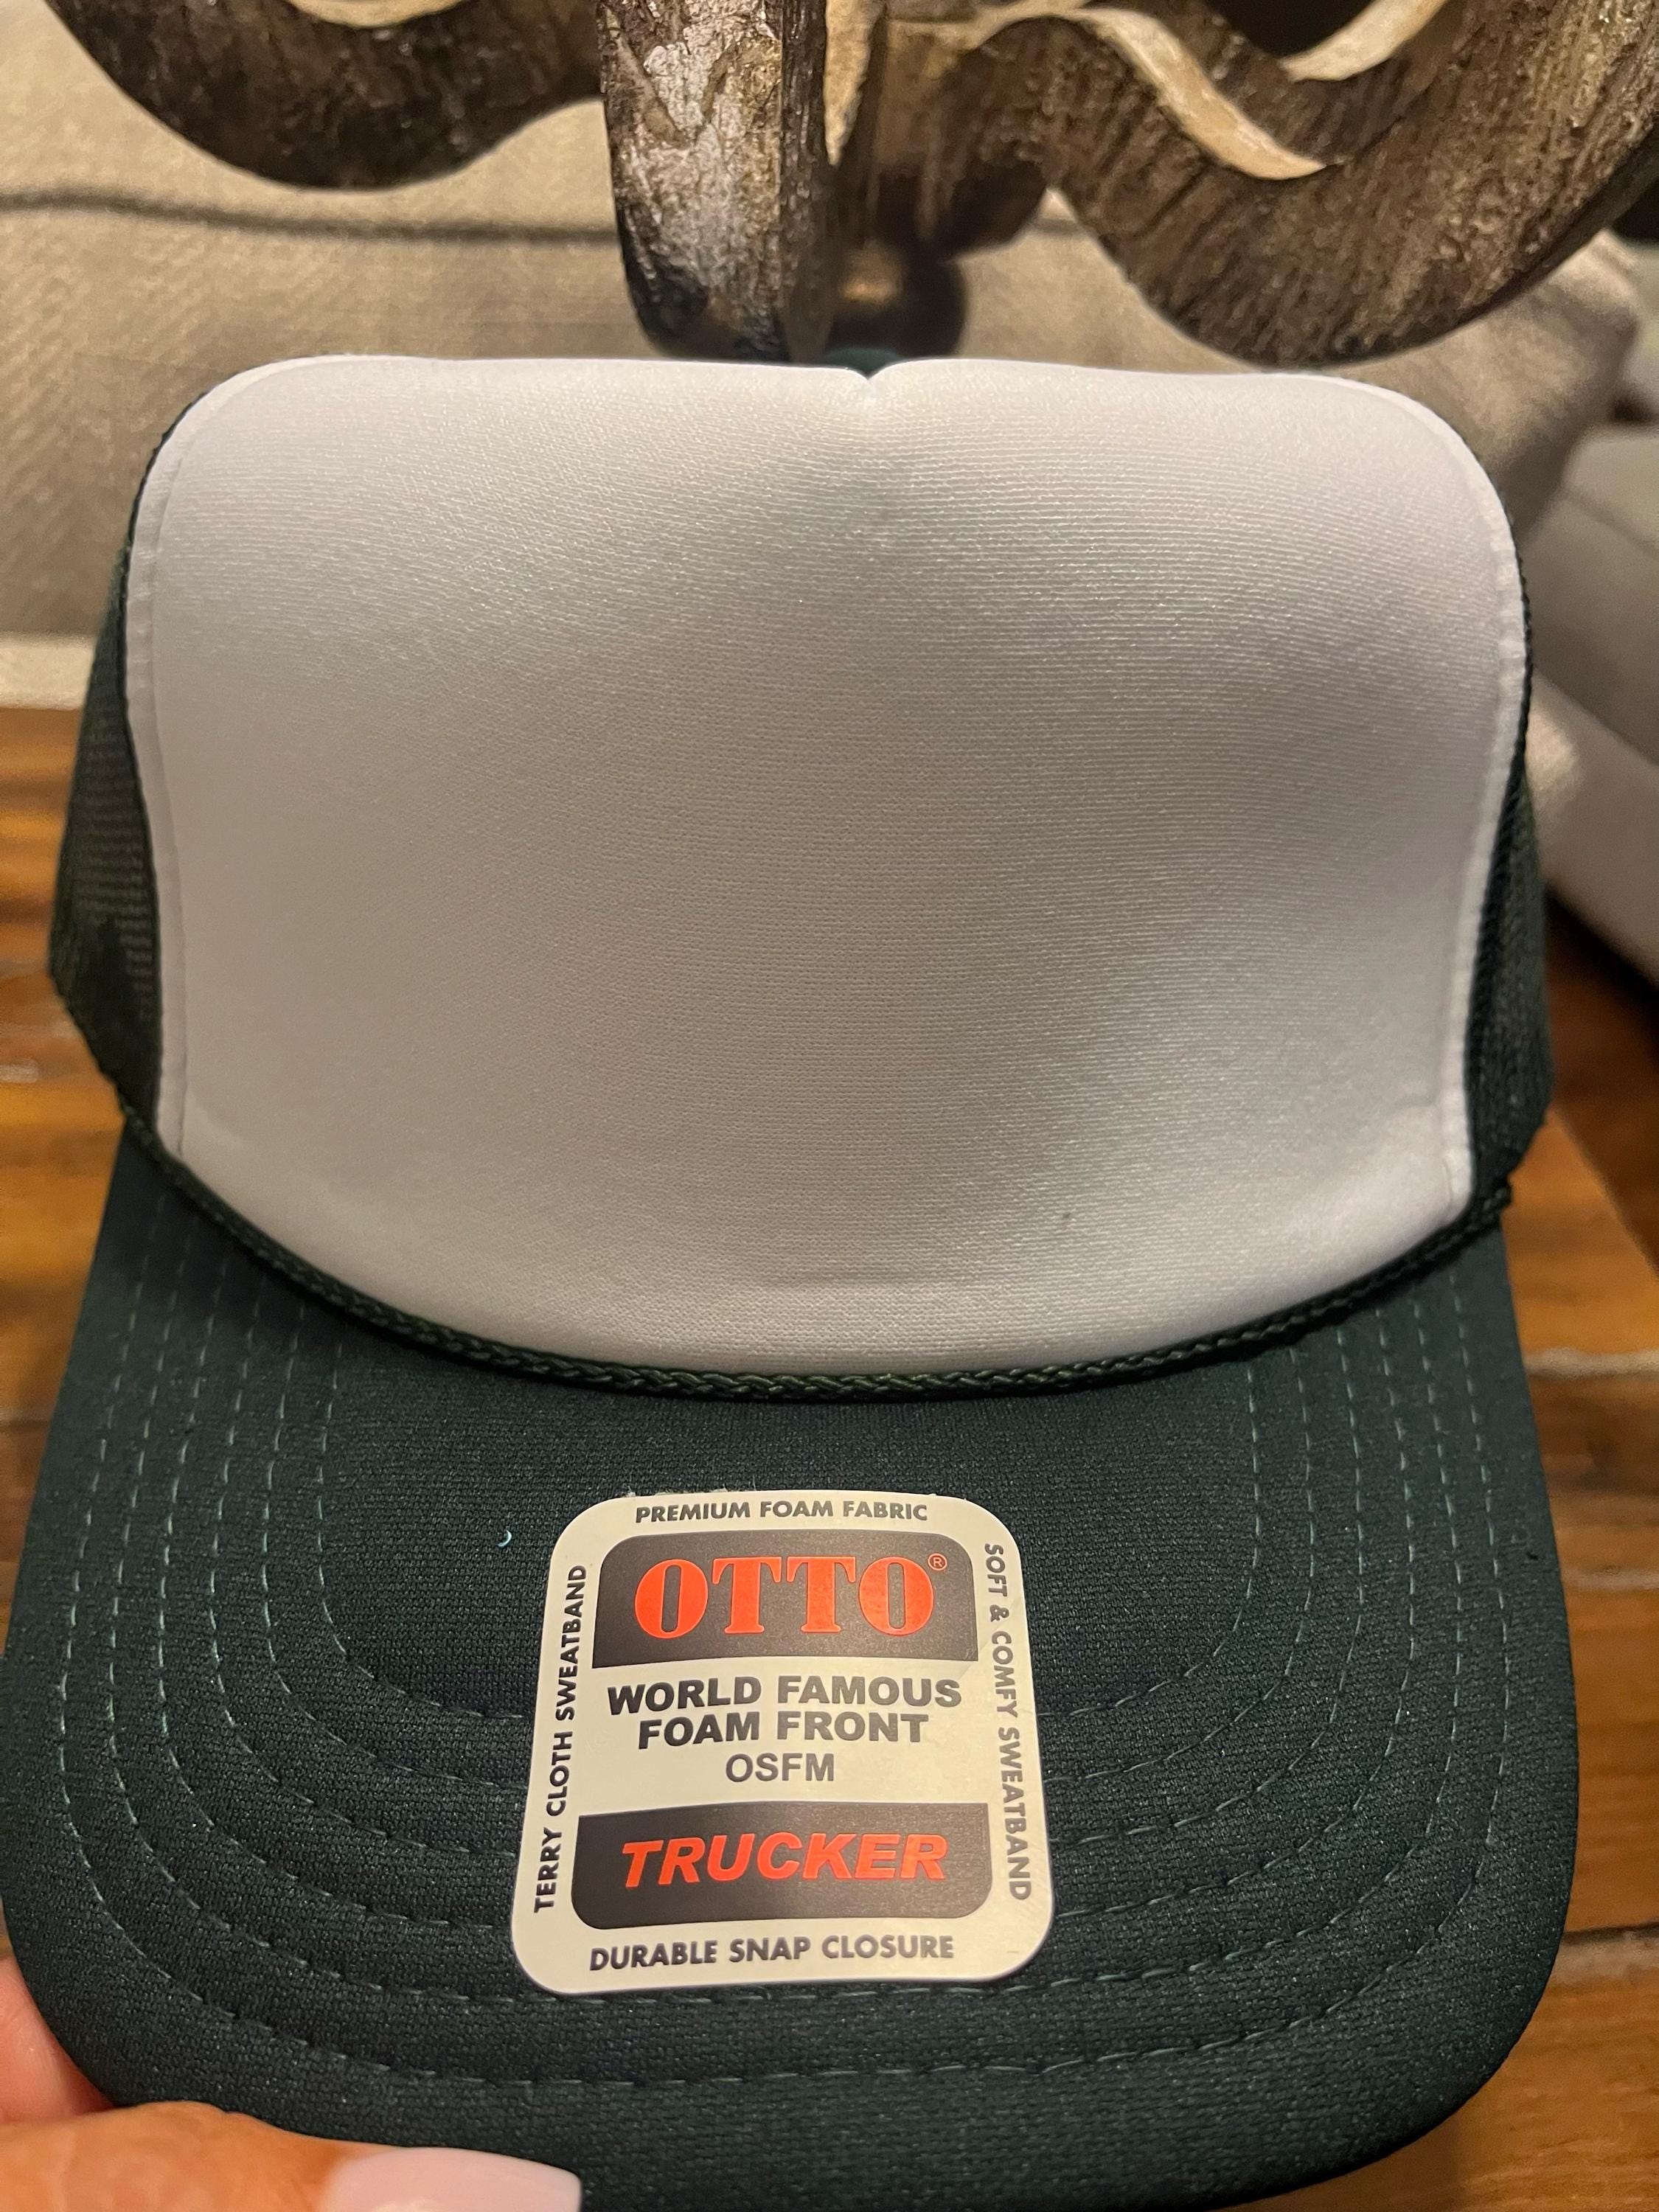 PREMIUM FOAM FABRIC
OTTO®
WORLD FAMOUS
FOAM FRONT
OSFM
TRUCKER
DURABLE SNAP CLOSURE
TERRY CLOTH SWEATBAND
SOFT & COMFY SWEATBAND